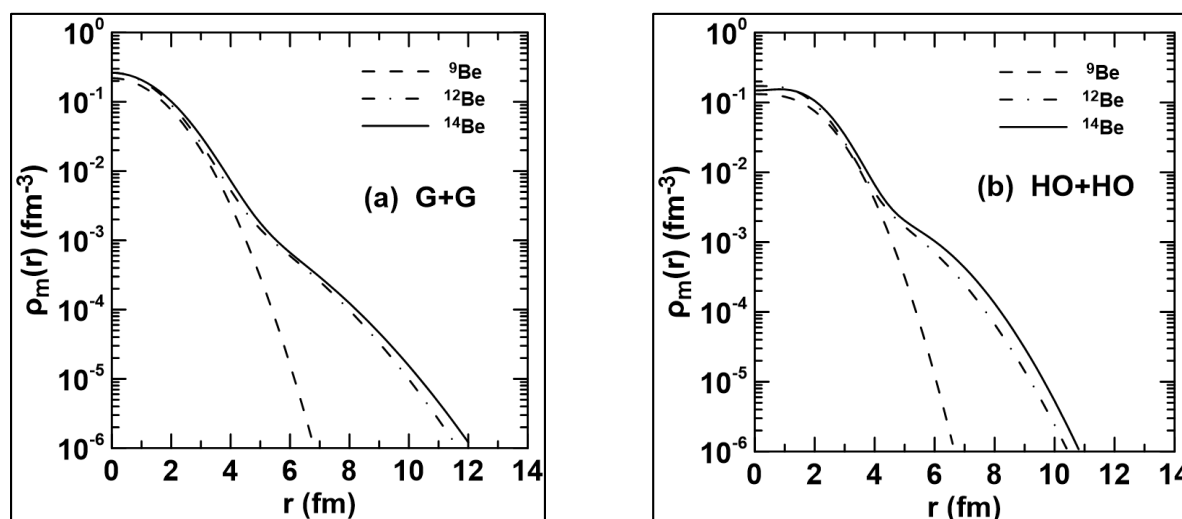 10⁰
10⁻¹
10⁻²
10⁻³
10⁻⁴
10⁻⁵
10⁻⁶
ρm(r) (fm⁻³)
⁹Be
¹²Be
¹⁴Be
(a) G+G
0 2 4 6 8 10 12 14
r (fm)
10⁰
10⁻¹
10⁻²
10⁻³
10⁻⁴
10⁻⁵
10⁻⁶
ρm(r) (fm⁻³)
⁹Be
¹²Be
¹⁴Be
(b) HO+HO
0 2 4 6 8 10 12 14
r (fm)